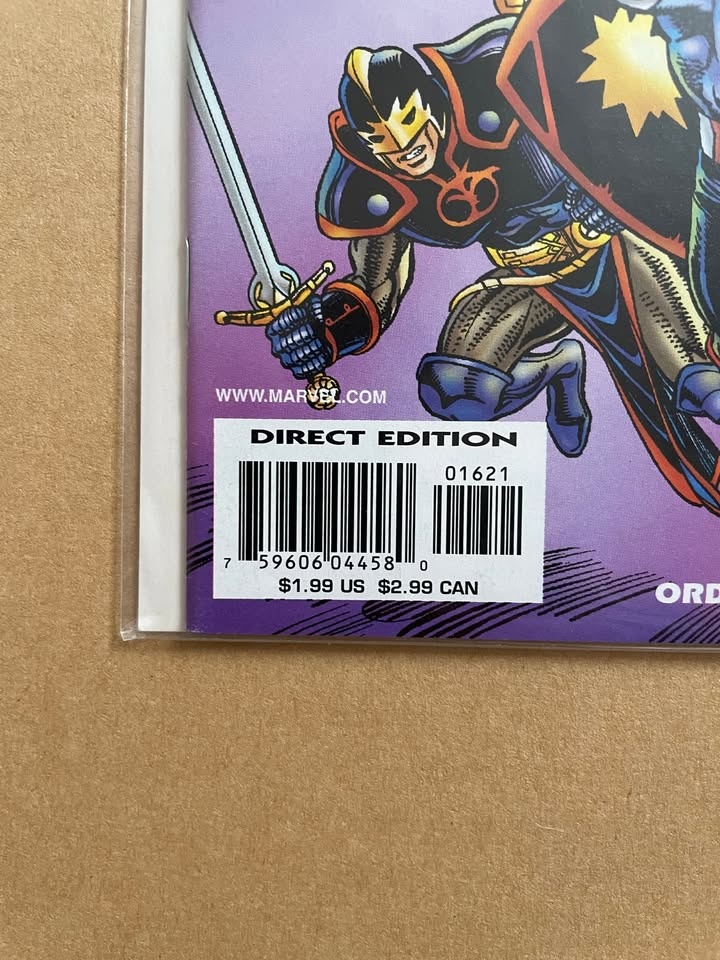 WWW.MARVEL.COM
DIRECT EDITION
01621
7 59606 04458 0
$1.99 US $2.99 CAN
ORD